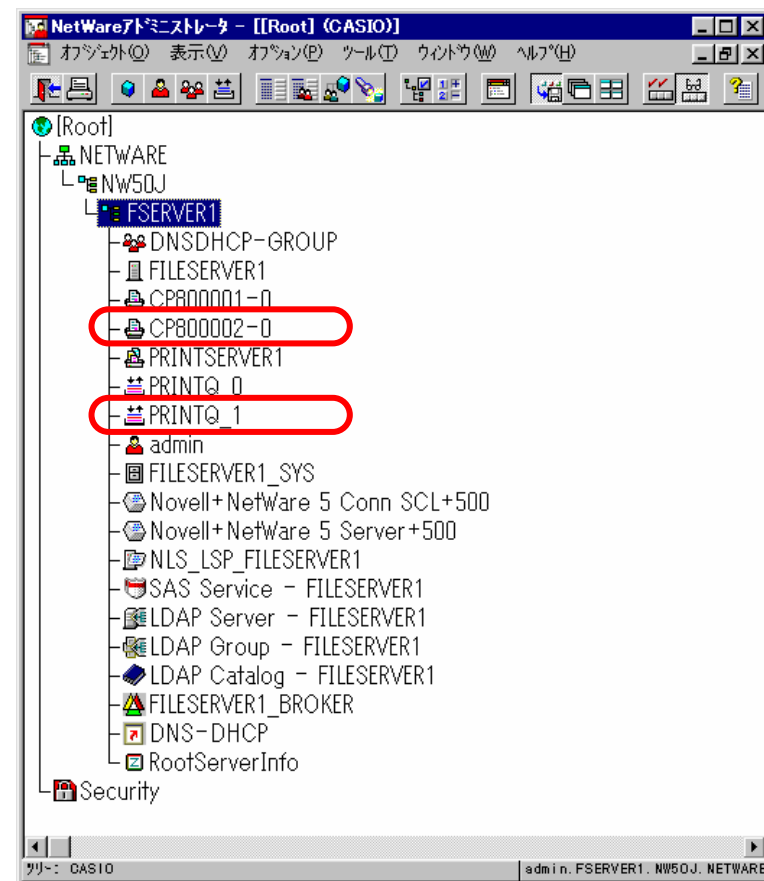 NetWareアドミニストレータ - [[Root] (CASIO)]
オブジェクト(O) 表示(V) オプション(P) ツール(T) ウィンドウ(W) ヘルプ(H)
[Root]
NETWARE
NW50J
FSERVER1
DNSDHCP-GROUP
FILESERVER1
CP800001-0
CP800002-0
PRINTSERVER1
PRINTQ_0
PRINTQ_1
admin
FILESERVER1_SYS
Novell+NetWare 5 Conn SCL+500
Novell+NetWare 5 Server+500
NLS_LSP_FILESERVER1
SAS Service - FILESERVER1
LDAP Server - FILESERVER1
LDAP Group - FILESERVER1
LDAP Catalog - FILESERVER1
FILESERVER1_BROKER
DNS-DHCP
RootServerInfo
Security
ツリー: CASIO admin.FSERVER1.NW50J.NETWARE